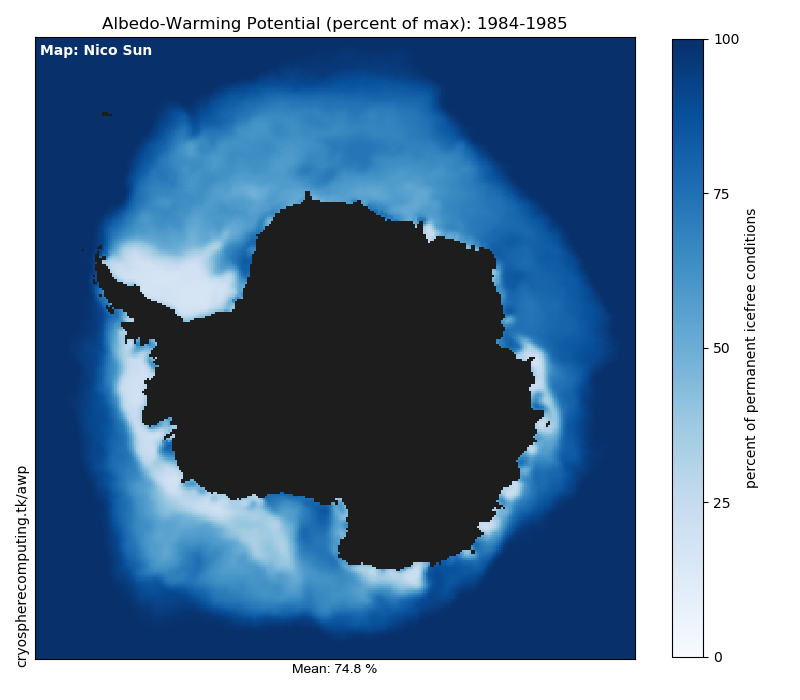 Albedo-Warming Potential (percent of max): 1984-1985
Map: Nico Sun
100
75
50
25
0
percent of permanent icefree conditions
cryospherecomputing.tk/awp
Mean: 74.8 %